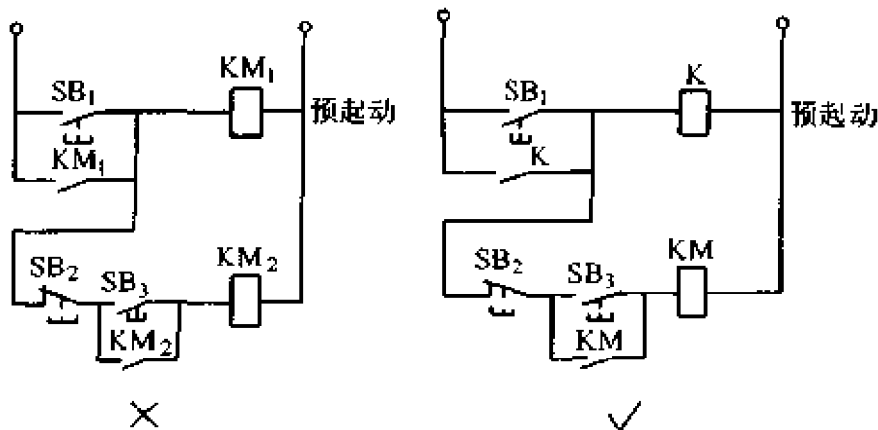 SB₁
KM₁
预起动
KM₁
SB₂
SB₃
KM₂
KM₂
×
SB₁
K
预起动
K
SB₂
SB₃
KM
KM
✓